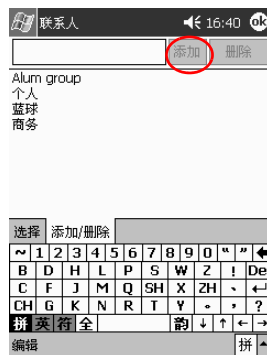 联系人 16:40 ok
添加 删除
Alum group
个人
蓝球
商务
选择 添加/删除
~ 1 2 3 4 5 6 7 8 9 0 “ ” ←
B D H L P S W Z ! De
C F J M Q SH X ZH 、 ↵
CH G K N R T Y 。 , ?
拼 英 符 全 韵 ↓ ↑ ← →
编辑 拼